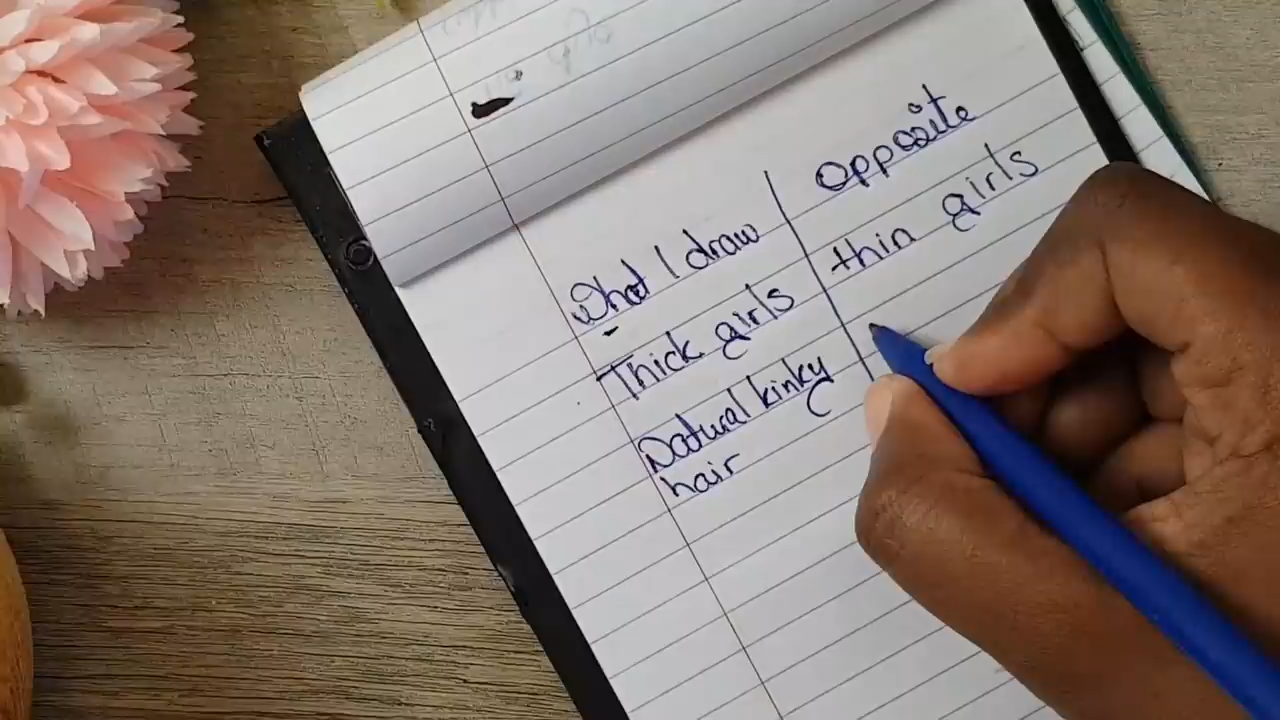 What I draw
opposite
Thick girls
thin girls
Natural kinky
hair